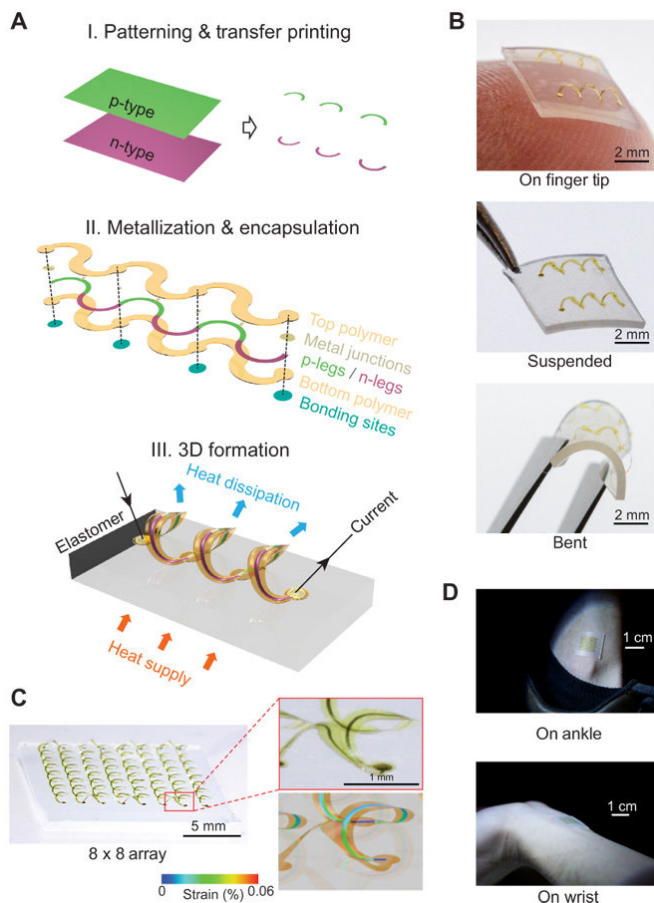 A
I. Patterning & transfer printing
p-type
n-type
II. Metallization & encapsulation
Top polymer
Metal junctions
p-legs / n-legs
Bottom polymer
Bonding sites
III. 3D formation
Heat dissipation
Elastomer
Current
Heat supply
B
2 mm
On finger tip
2 mm
Suspended
2 mm
Bent
C
1 mm
5 mm
8 x 8 array
0
Strain (%)
0.06
D
1 cm
On ankle
1 cm
On wrist